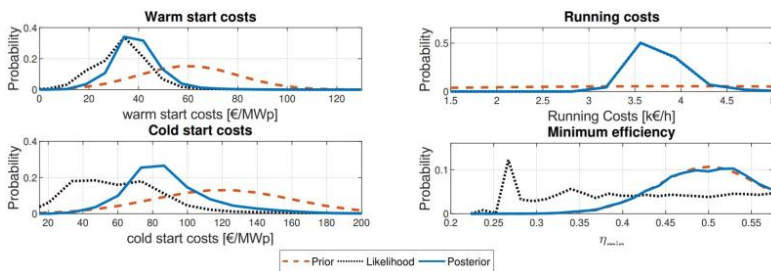 Warm start costs
Probability
0.4
0.2
0
0 20 40 60 80 100 120
warm start costs [€/MWp]
Running costs
Probability
0.5
0
1.5 2 2.5 3 3.5 4 4.5
Running Costs [k€/h]
Cold start costs
Probability
0.4
0.2
0
20 40 60 80 100 120 140 160 180 200
cold start costs [€/MWp]
Minimum efficiency
Probability
0.1
0
0.2 0.25 0.3 0.35 0.4 0.45 0.5 0.55
Prior Likelihood Posterior